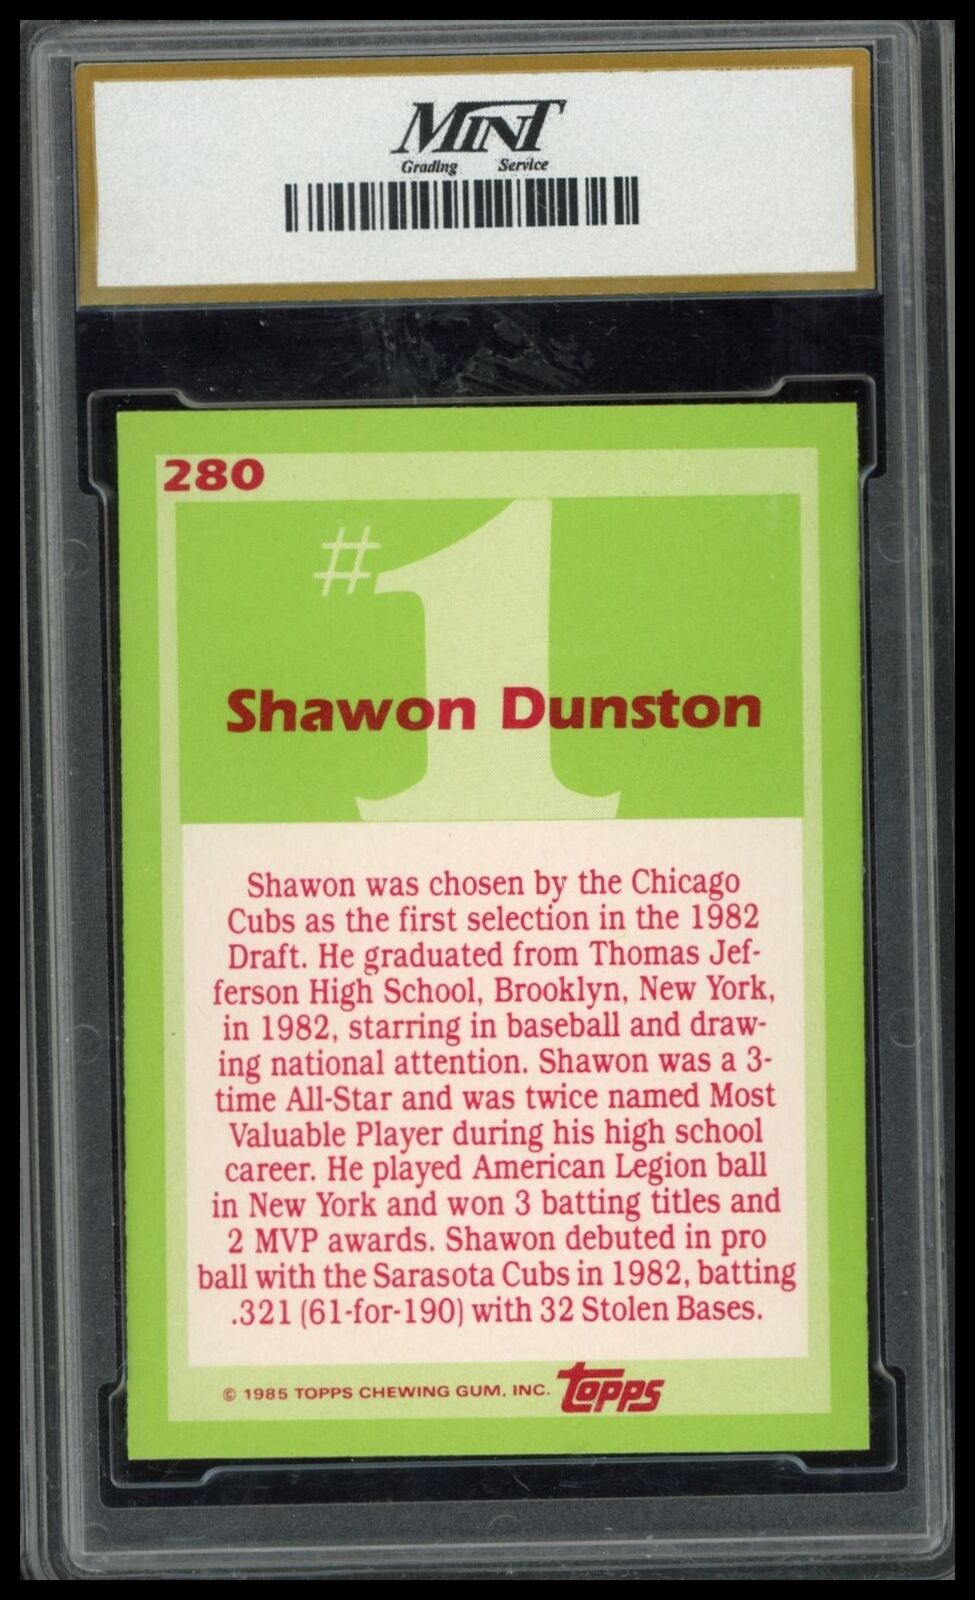 MINT
Grading Service
280
#1
Shawon Dunston
Shawon was chosen by the Chicago
Cubs as the first selection in the 1982
Draft. He graduated from Thomas Jef-
ferson High School, Brooklyn, New York,
in 1982, starring in baseball and draw-
ing national attention. Shawon was a 3-
time All-Star and was twice named Most
Valuable Player during his high school
career. He played American Legion ball
in New York and won 3 batting titles and
2 MVP awards. Shawon debuted in pro
ball with the Sarasota Cubs in 1982, batting
.321 (61-for-190) with 32 Stolen Bases.
© 1985 TOPPS CHEWING GUM, INC. topps